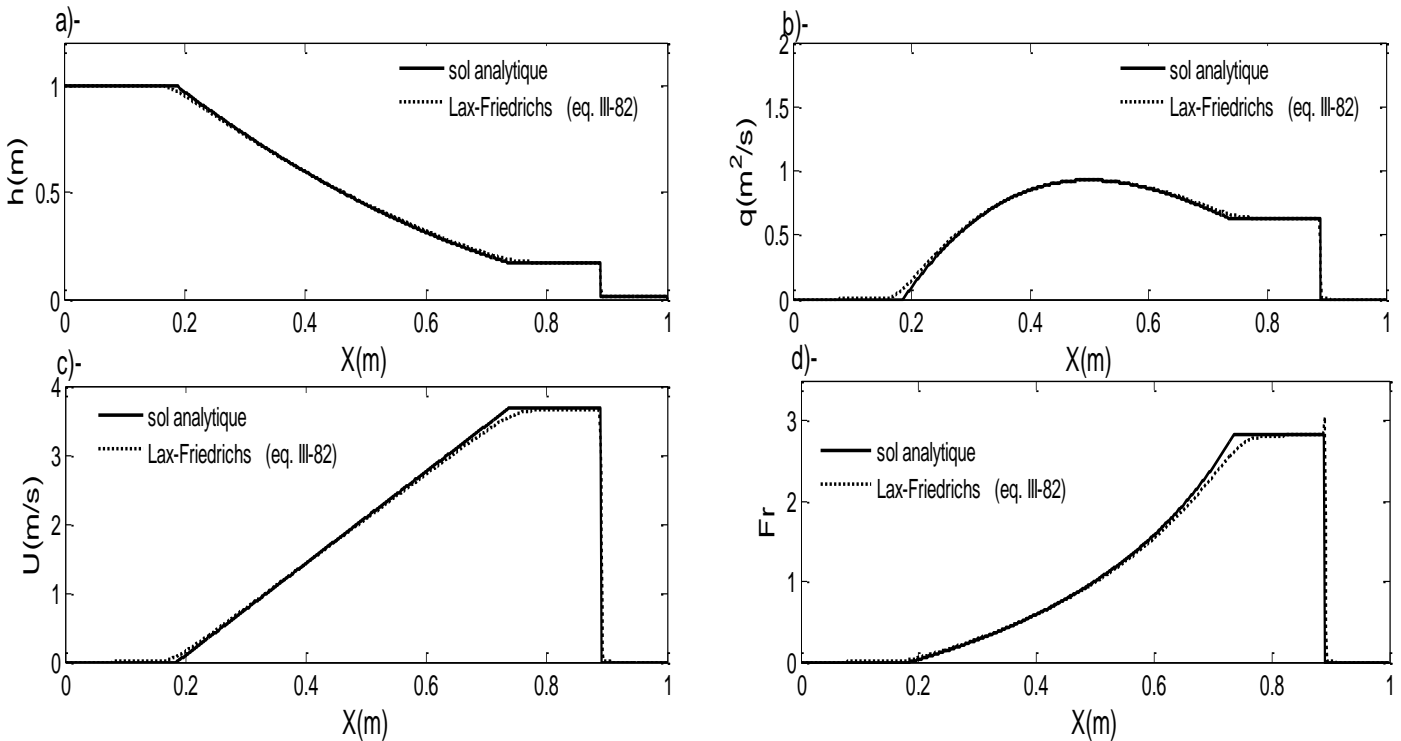 a)-
sol analytique
Lax-Friedrichs (eq. III-82)
h(m)
1
0.5
0
0 0.2 0.4 0.6 0.8 1
X(m)
b)-
sol analytique
Lax-Friedrichs (eq. III-82)
q(m²/s)
2
1.5
1
0.5
0
0 0.2 0.4 0.6 0.8 1
X(m)
c)-
sol analytique
Lax-Friedrichs (eq. III-82)
U(m/s)
4
3
2
1
0
0 0.2 0.4 0.6 0.8 1
X(m)
d)-
sol analytique
Lax-Friedrichs (eq. III-82)
Fr
3
2
1
0
0 0.2 0.4 0.6 0.8 1
X(m)